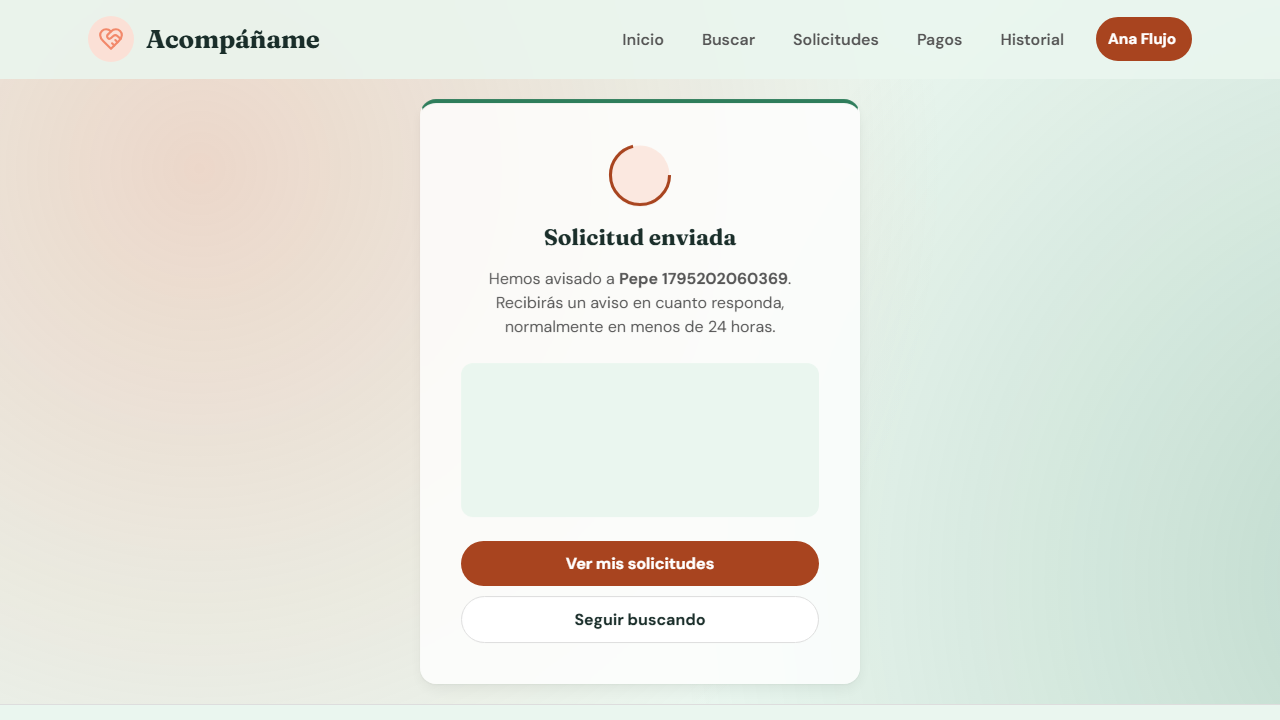 Acompáñame
Inicio
Buscar
Solicitudes
Pagos
Historial
Ana Flujo
Solicitud enviada
Hemos avisado a Pepe 1795202060369.
Recibirás un aviso en cuanto responda,
normalmente en menos de 24 horas.
Ver mis solicitudes
Seguir buscando